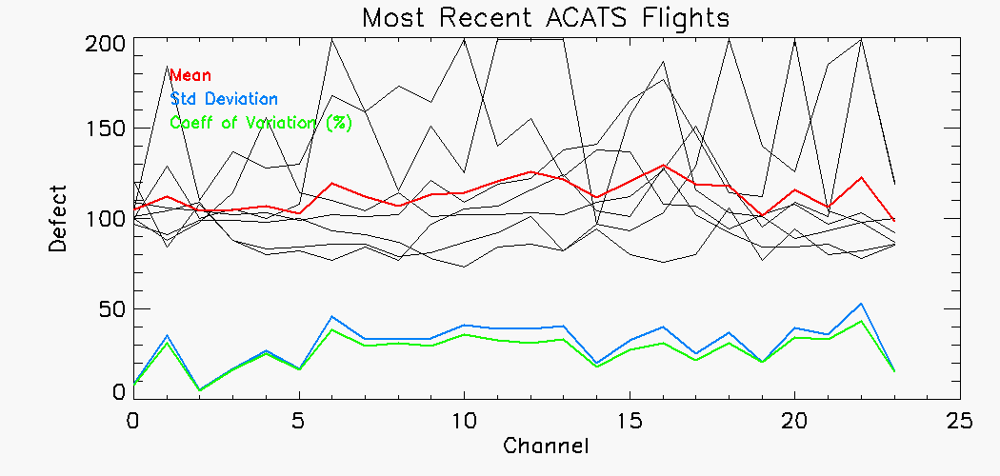 Most Recent ACATS Flights
200
Mean
Std Deviation
Coeff of Variation (%)
150
100
Defect
50
0
0 5 10 15 20 25
Channel